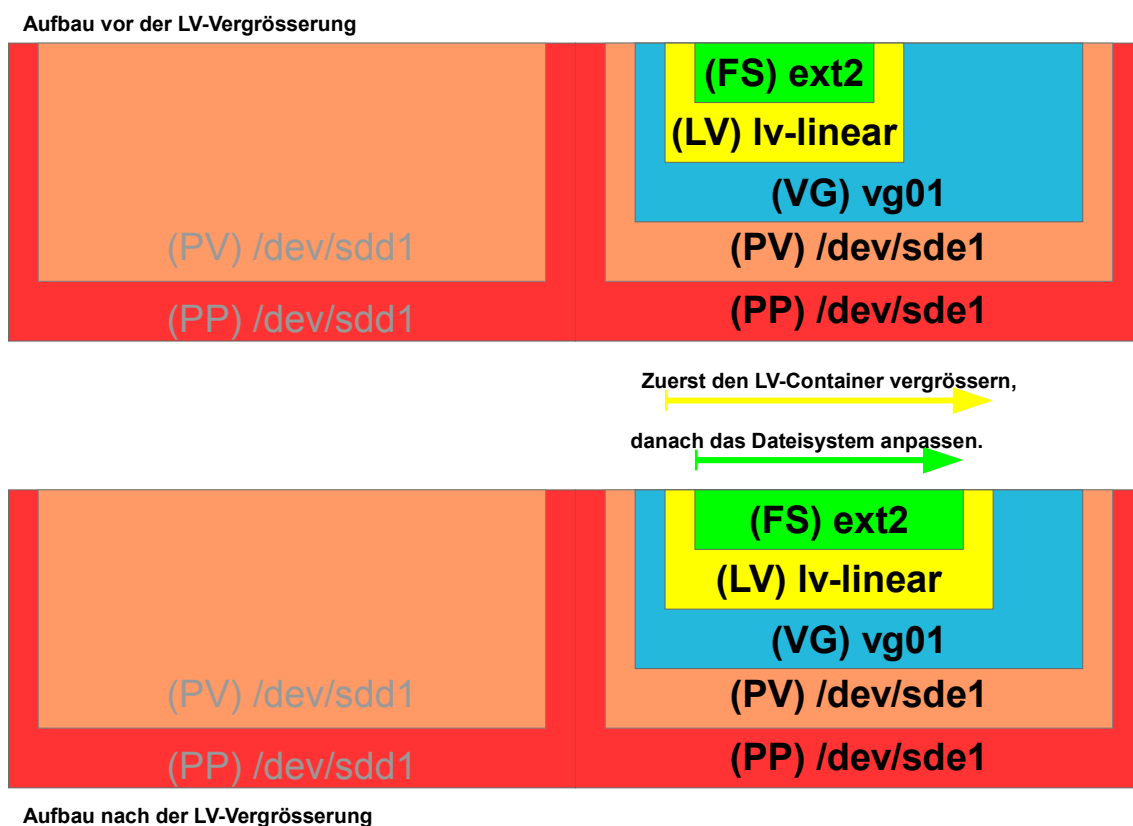 Aufbau vor der LV-Vergrösserung
(FS) ext2
(LV) lv-linear
(VG) vg01
(PV) /dev/sdd1
(PV) /dev/sde1
(PP) /dev/sdd1
(PP) /dev/sde1
Zuerst den LV-Container vergrössern,
danach das Dateisystem anpassen.
(FS) ext2
(LV) lv-linear
(VG) vg01
(PV) /dev/sdd1
(PV) /dev/sde1
(PP) /dev/sdd1
(PP) /dev/sde1
Aufbau nach der LV-Vergrösserung